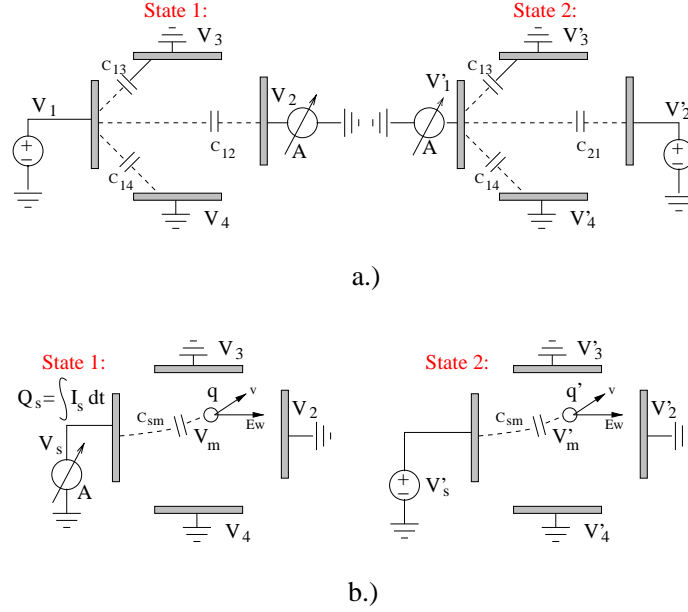 State 1:
State 2:
V3
V'3
C13
C13
V1
V2
V'1
V'2
+
−
A
A
+
−
C12
C21
C14
C14
V4
V'4
a.)
State 1:
State 2:
V3
V'3
Qs=∫Is dt
q
v
q'
v
Csm
V2
Csm
V'2
Ew
Ew
Vs
Vm
V'm
A
+
−
V's
V4
V'4
b.)